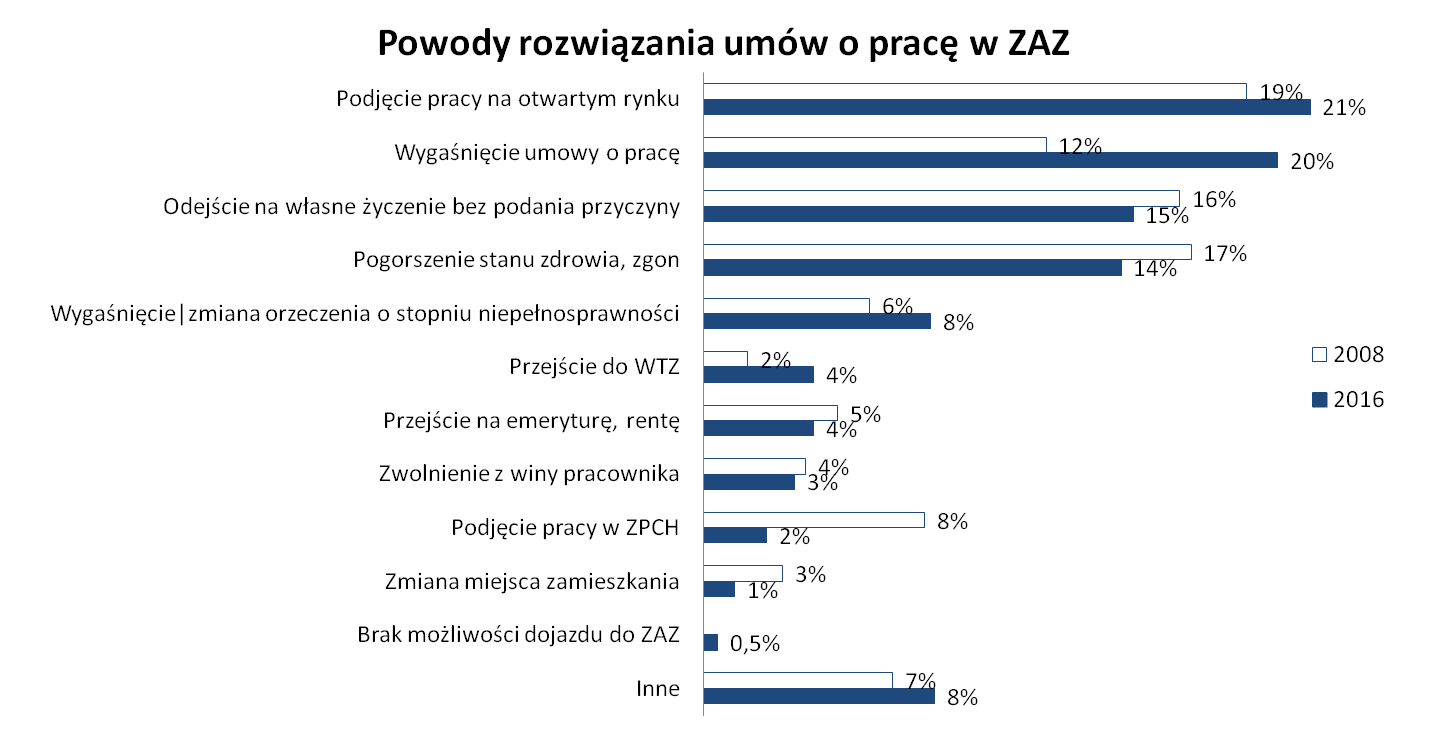 Powody rozwiązania umów o pracę w ZAZ
Podjęcie pracy na otwartym rynku
19%
21%
Wygaśnięcie umowy o pracę
12%
20%
Odejście na własne życzenie bez podania przyczyny
16%
15%
Pogorszenie stanu zdrowia, zgon
17%
14%
Wygaśnięcie|zmiana orzeczenia o stopniu niepełnosprawności
6%
8%
Przejście do WTZ
2%
4%
Przejście na emeryturę, rentę
5%
4%
Zwolnienie z winy pracownika
4%
3%
Podjęcie pracy w ZPCH
8%
2%
Zmiana miejsca zamieszkania
3%
1%
Brak możliwości dojazdu do ZAZ
0,5%
Inne
7%
8%
2008
2016